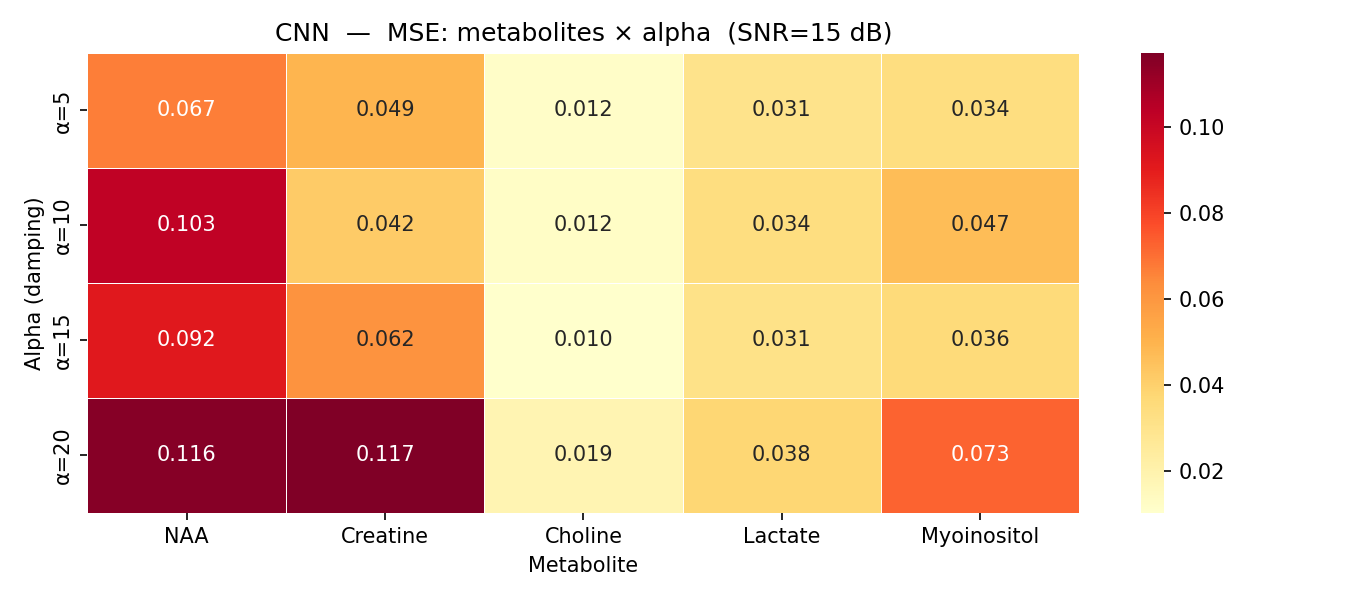 CNN — MSE: metabolites × alpha (SNR=15 dB)
Alpha (damping)
α=5 0.067 0.049 0.012 0.031 0.034
α=10 0.103 0.042 0.012 0.034 0.047
α=15 0.092 0.062 0.010 0.031 0.036
α=20 0.116 0.117 0.019 0.038 0.073
NAA Creatine Choline Lactate Myoinositol
Metabolite
0.10
0.08
0.06
0.04
0.02